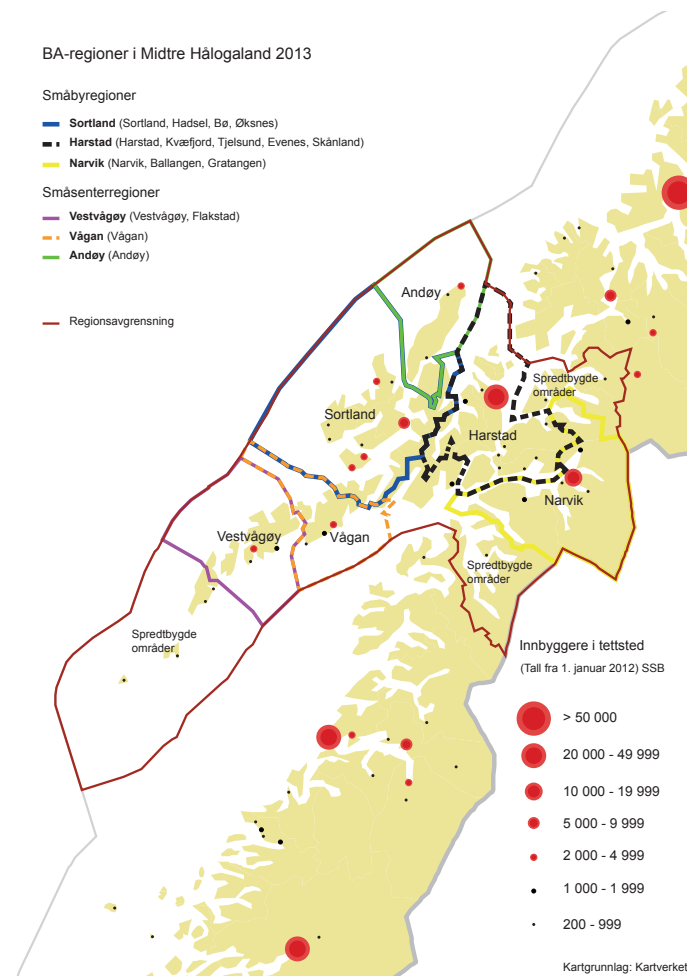 BA-regioner i Midtre Hålogaland 2013
Småbyregioner
Sortland (Sortland, Hadsel, Bø, Øksnes)
Harstad (Harstad, Kvæfjord, Tjelsund, Evenes, Skånland)
Narvik (Narvik, Ballangen, Gratangen)
Småsenterregioner
Vestvågøy (Vestvågøy, Flakstad)
Vågan (Vågan)
Andøy (Andøy)
Regionsavgrensning
Andøy
Spredtbygde
områder
Sortland
Harstad
Narvik
Vestvågøy
Vågan
Spredtbygde
områder
Spredtbygde
områder
Innbyggere i tettsted
(Tall fra 1. januar 2012) SSB
> 50 000
20 000 - 49 999
10 000 - 19 999
5 000 - 9 999
2 000 - 4 999
1 000 - 1 999
200 - 999
Kartgrunnlag: Kartverket